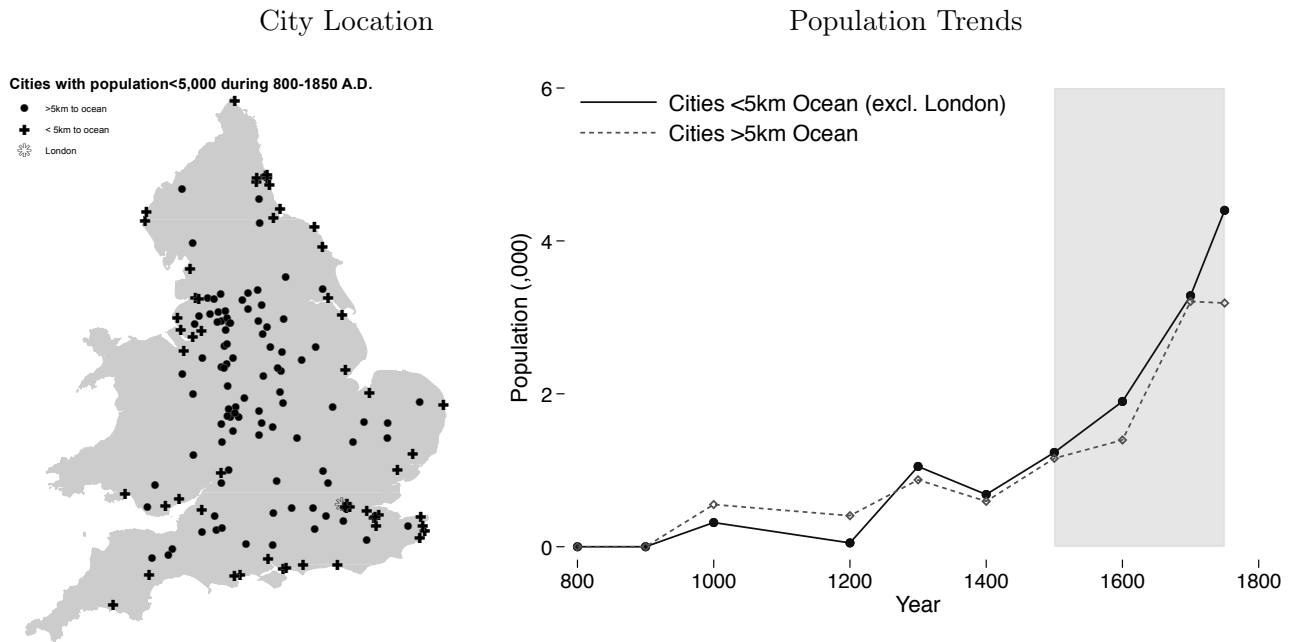 City Location
Population Trends
Cities with population<5,000 during 800-1850 A.D.
>5km to ocean
< 5km to ocean
London
Cities <5km Ocean (excl. London)
Cities >5km Ocean
Population (,000)
6
4
2
0
800
1000
1200
1400
1600
1800
Year